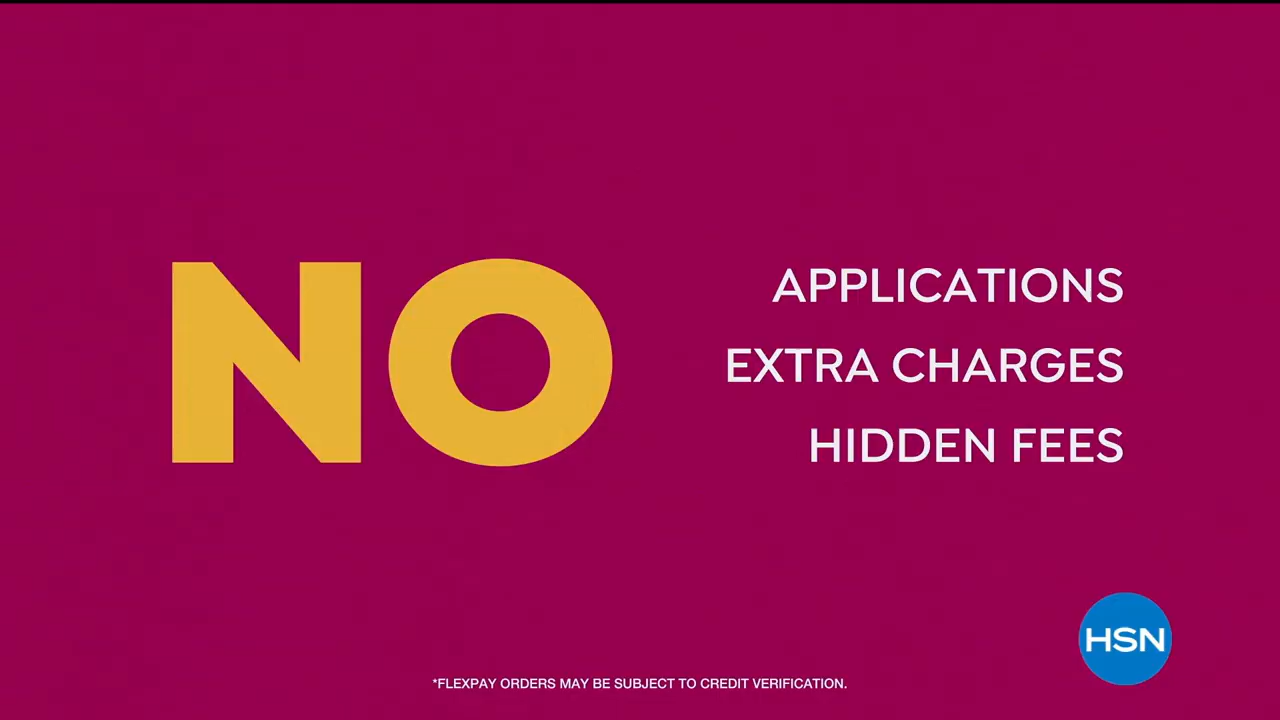 NO
APPLICATIONS
EXTRA CHARGES
HIDDEN FEES
HSN
*FLEXPAY ORDERS MAY BE SUBJECT TO CREDIT VERIFICATION.